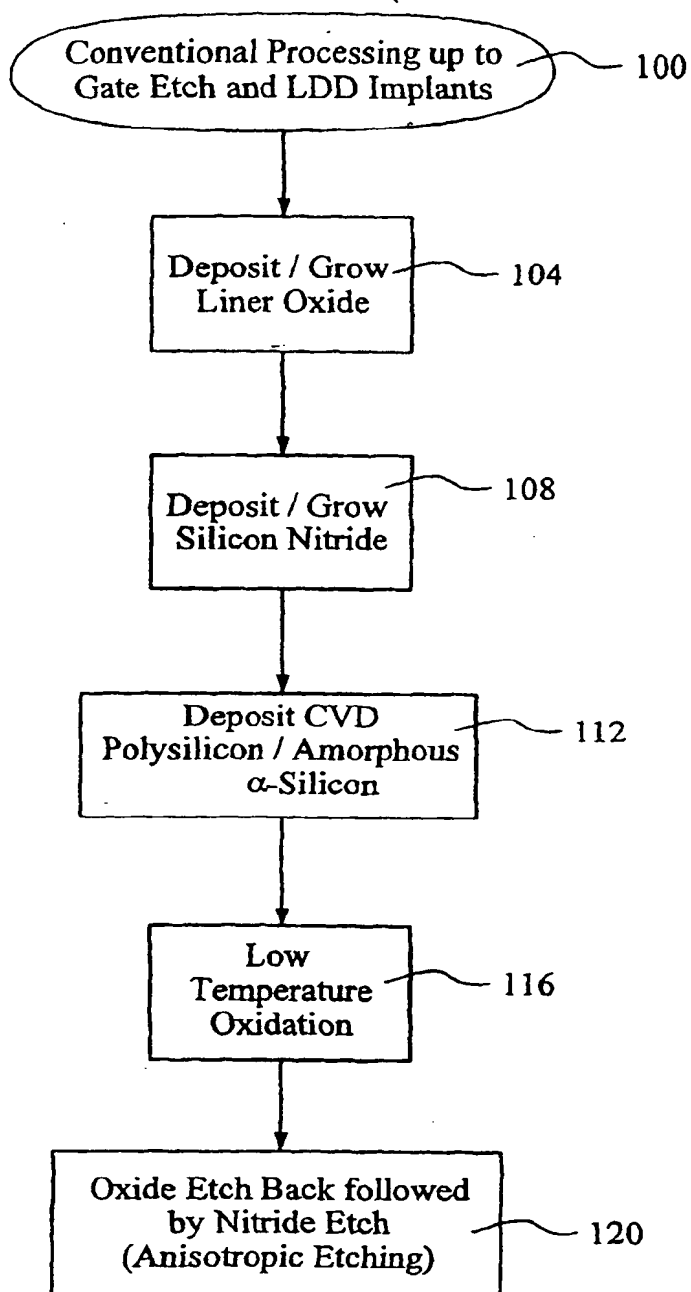 Conventional Processing up to
Gate Etch and LDD Implants
100
Deposit / Grow
Liner Oxide
104
Deposit / Grow
Silicon Nitride
108
Deposit CVD
Polysilicon / Amorphous
α-Silicon
112
Low
Temperature
Oxidation
116
Oxide Etch Back followed
by Nitride Etch
(Anisotropic Etching)
120